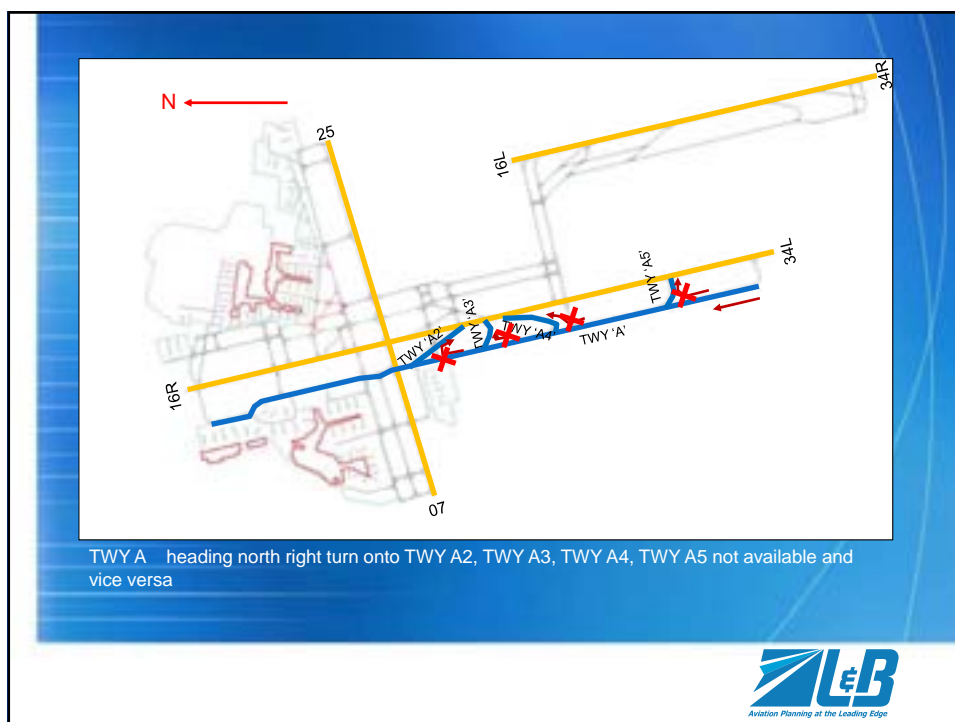 N
25
34R
16L
34L
TWY 'A5'
TWY 'A3'
TWY 'A2'
TWY 'A4'
TWY 'A'
16R
07
TWY A heading north right turn onto TWY A2, TWY A3, TWY A4, TWY A5 not available and
vice versa
L&B
Aviation Planning at the Leading Edge